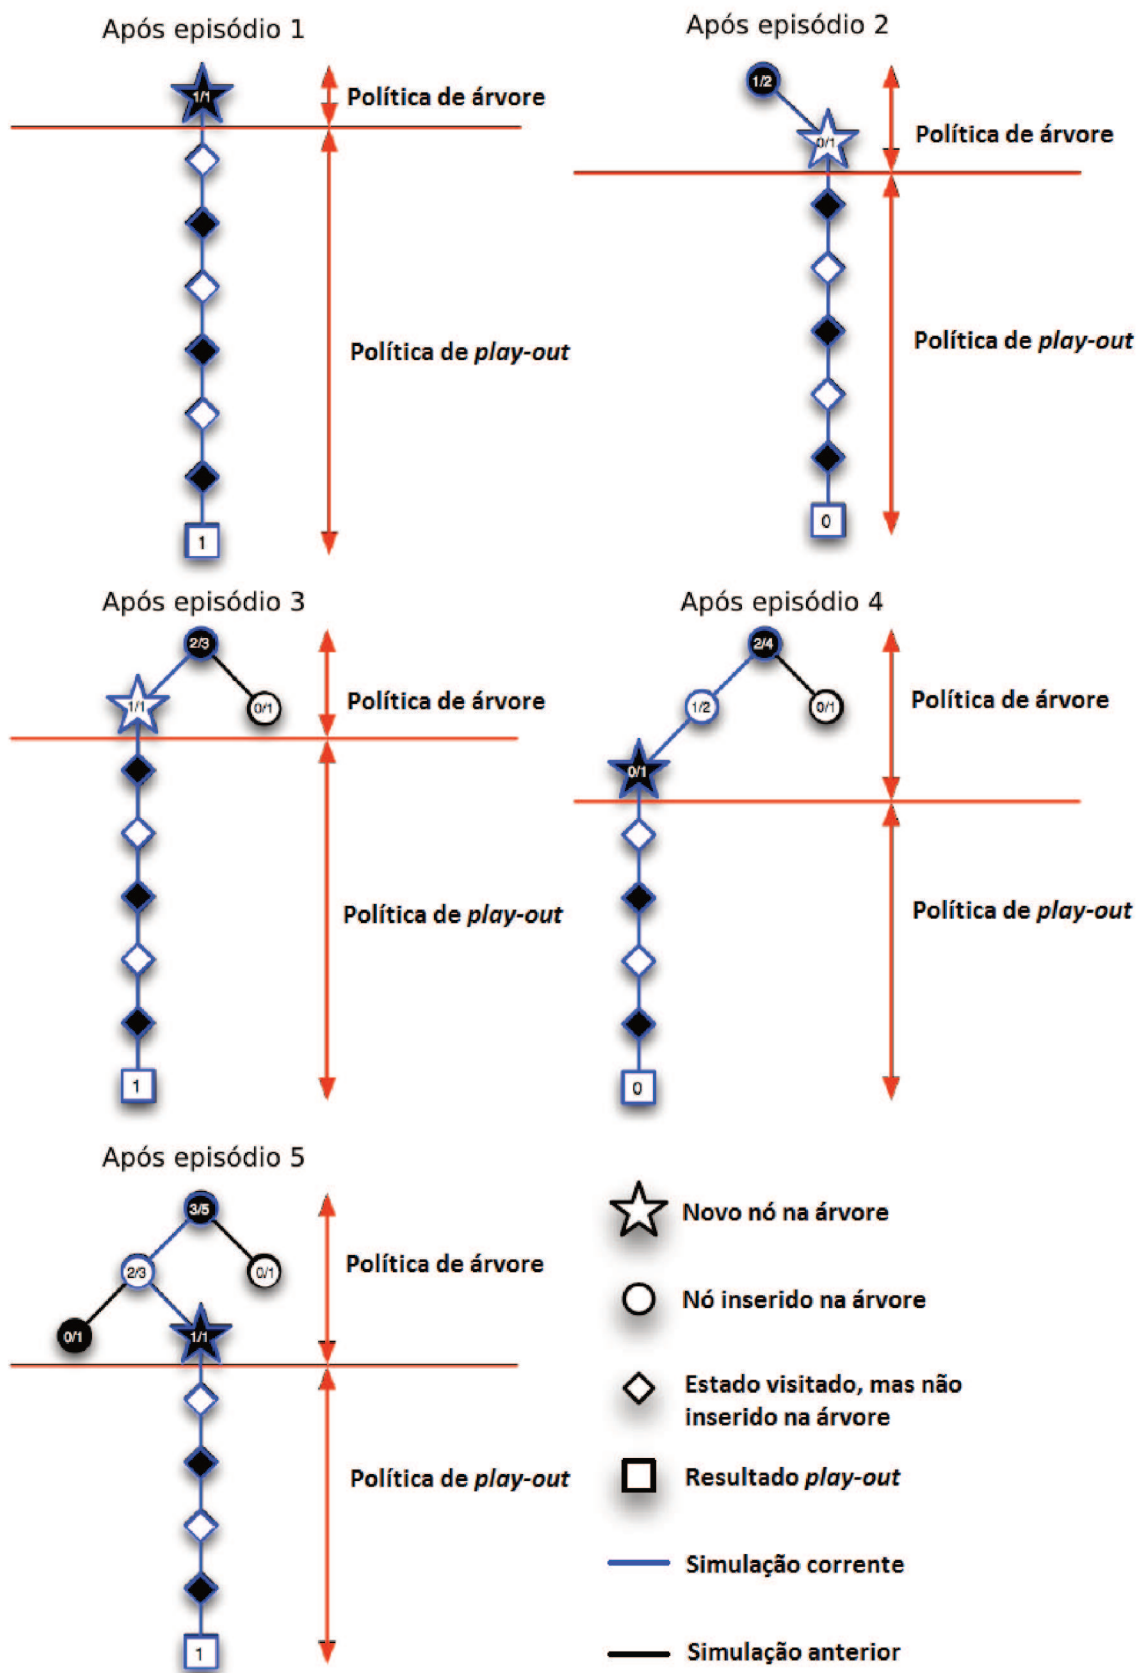 Após episódio 1
1/1
Política de árvore
Política de play-out
1
Após episódio 2
1/2
0/1
Política de árvore
Política de play-out
0
Após episódio 3
2/3
1/1
0/1
Política de árvore
Política de play-out
1
Após episódio 4
2/4
1/2
0/1
0/1
Política de árvore
Política de play-out
0
Após episódio 5
3/5
2/3
0/1
0/1
1/1
Política de árvore
Política de play-out
1
Novo nó na árvore
Nó inserido na árvore
Estado visitado, mas não
inserido na árvore
Resultado play-out
Simulação corrente
Simulação anterior